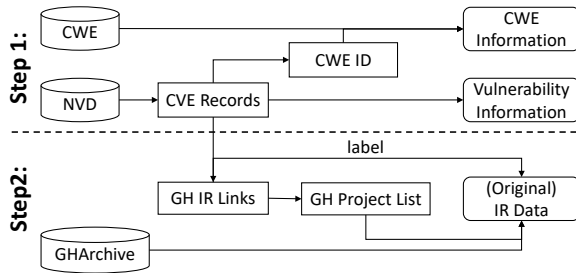 Step 1:
CWE
CWE
Information
CWE ID
NVD
CVE Records
Vulnerability
Information
Step2:
label
GH IR Links
GH Project List
(Original)
IR Data
GHArchive